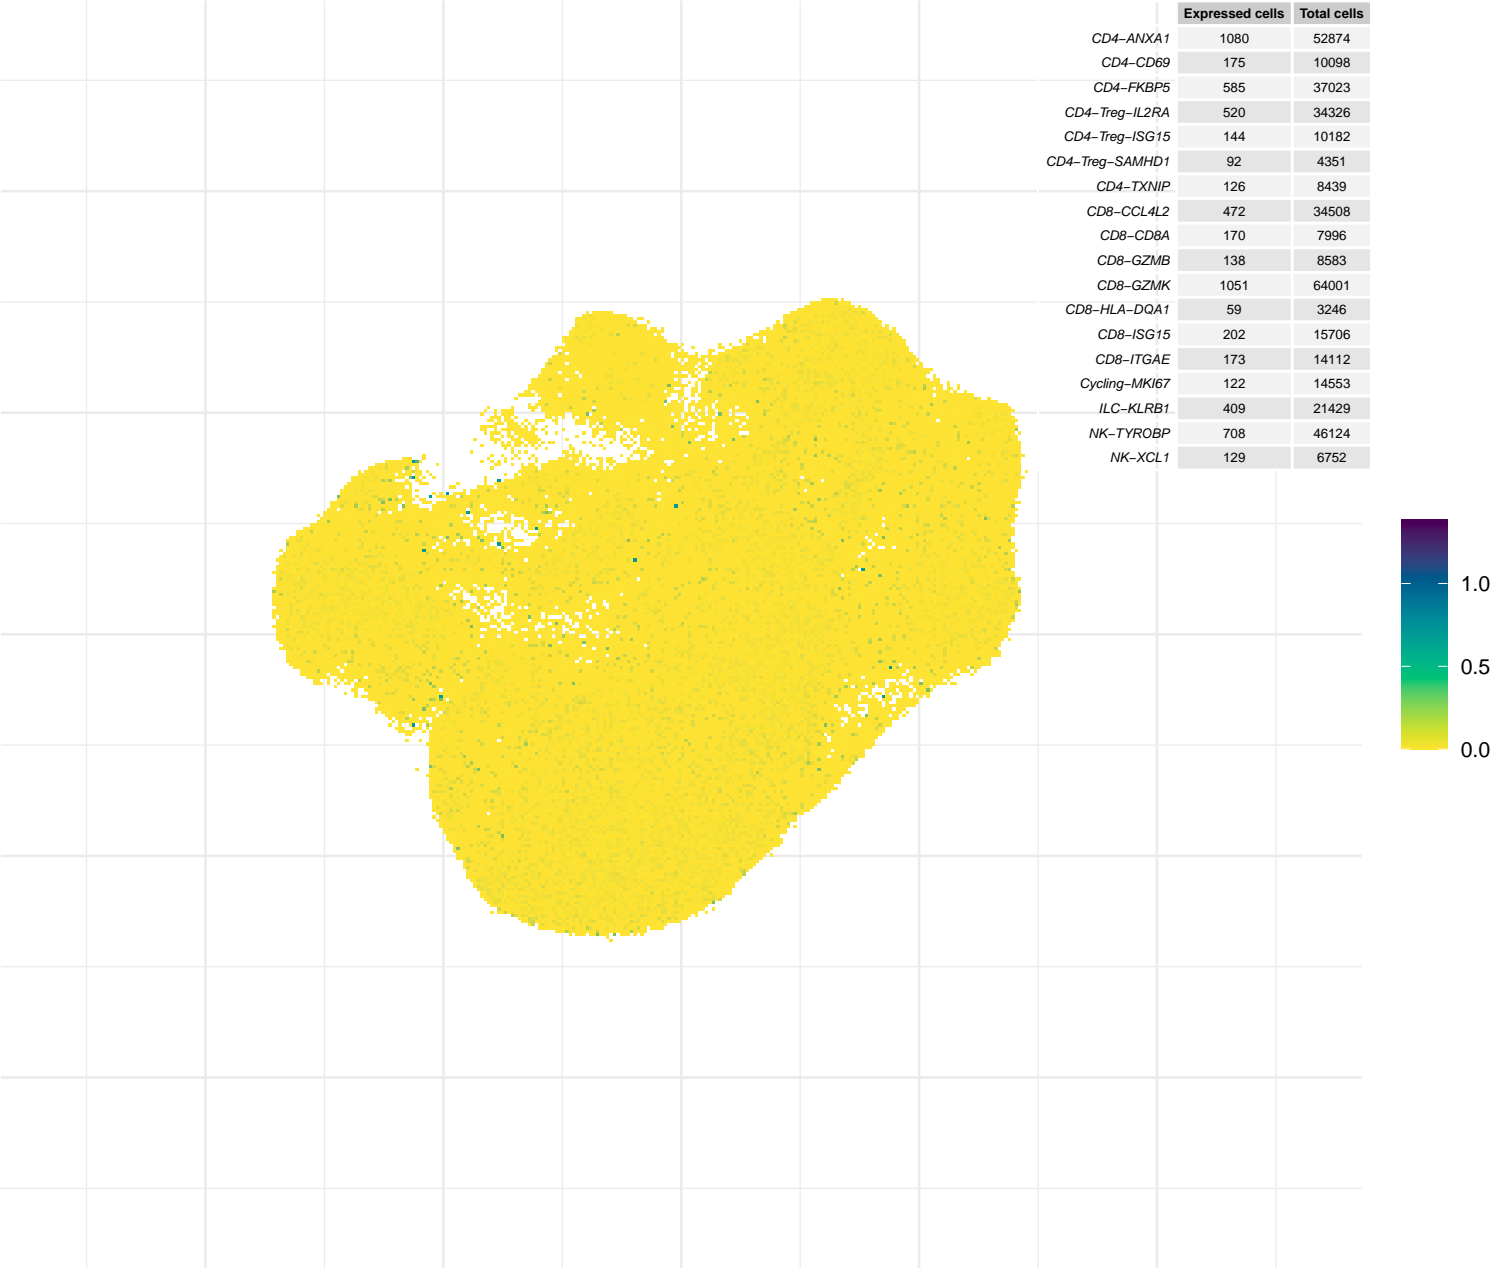 Expressed cells Total cells
CD4−ANXA1 1080 52874
CD4−CD69 175 10098
CD4−FKBP5 585 37023
CD4−Treg−IL2RA 520 34326
CD4−Treg−ISG15 144 10182
CD4−Treg−SAMHD1 92 4351
CD4−TXNIP 126 8439
CD8−CCL4L2 472 34508
CD8−CD8A 170 7996
CD8−GZMB 138 8583
CD8−GZMK 1051 64001
CD8−HLA−DQA1 59 3246
CD8−ISG15 202 15706
CD8−ITGAE 173 14112
Cycling−MKI67 122 14553
ILC−KLRB1 409 21429
NK−TYROBP 708 46124
NK−XCL1 129 6752
1.0
0.5
0.0